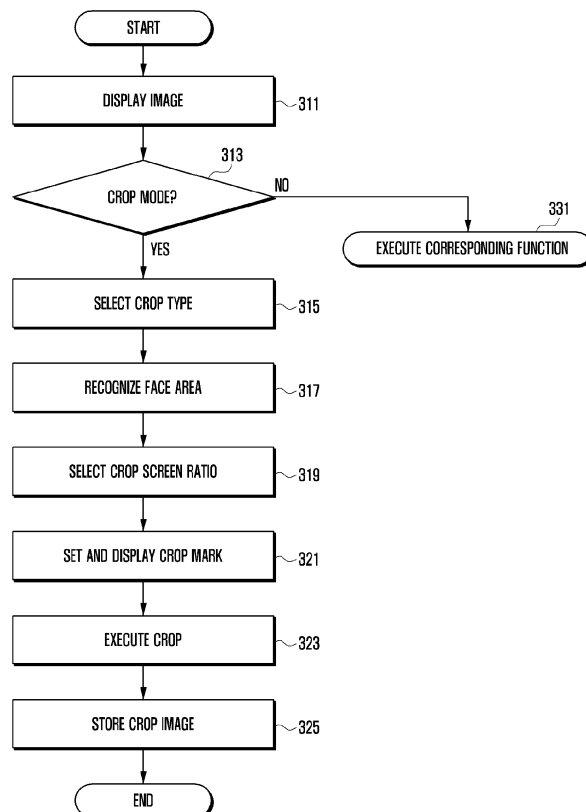 START
DISPLAY IMAGE
311
313
CROP MODE?
NO
331
EXECUTE CORRESPONDING FUNCTION
YES
SELECT CROP TYPE
315
RECOGNIZE FACE AREA
317
SELECT CROP SCREEN RATIO
319
SET AND DISPLAY CROP MARK
321
EXECUTE CROP
323
STORE CROP IMAGE
325
END